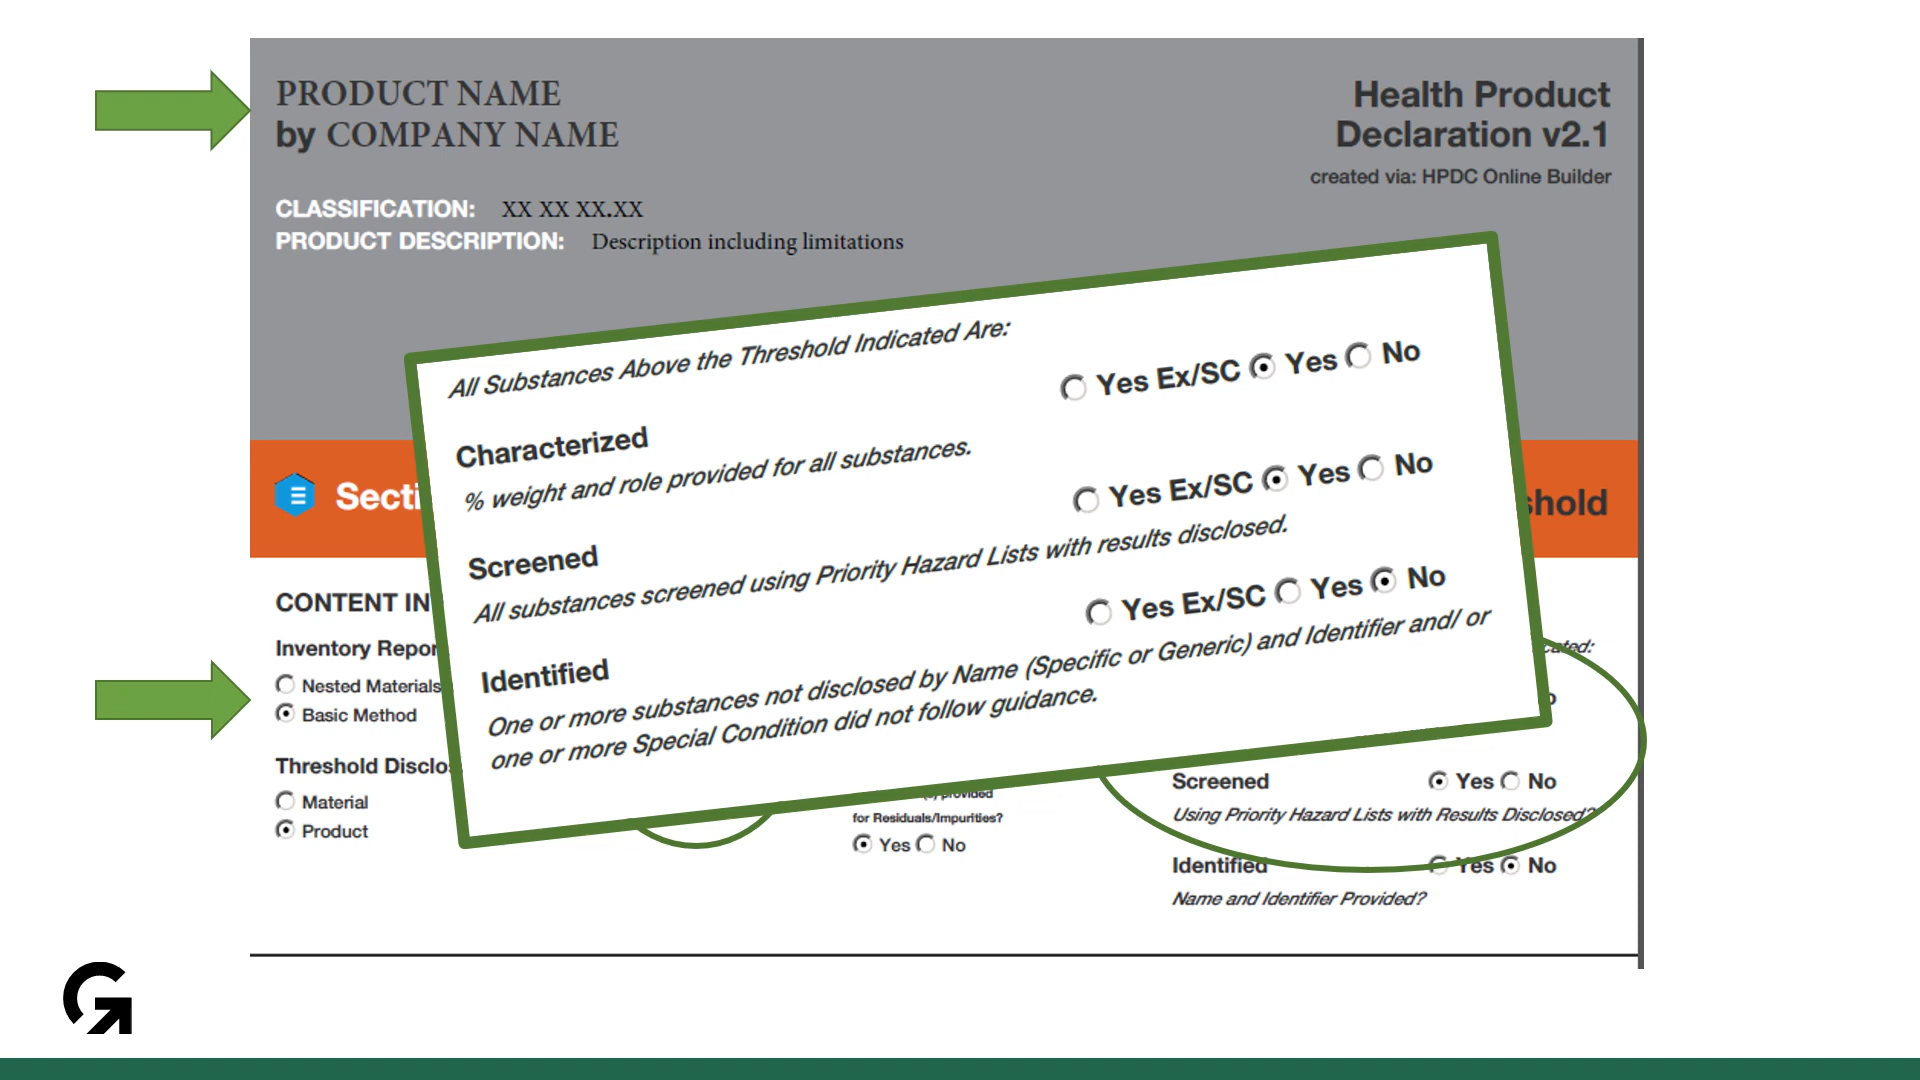 PRODUCT NAME
by COMPANY NAME
Health Product
Declaration v2.1
created via: HPDC Online Builder
CLASSIFICATION: XX XX XX.XX
PRODUCT DESCRIPTION: Description including limitations
All Substances Above the Threshold Indicated Are:
Yes Ex/SC Yes No
Characterized
% weight and role provided for all substances.
Yes Ex/SC Yes No
Screened
All substances screened using Priority Hazard Lists with results disclosed.
Yes Ex/SC Yes No
Identified
One or more substances not disclosed by Name (Specific or Generic) and Identifier and/ or
one or more Special Condition did not follow guidance.
CONTENT IN
Inventory Repor
Nested Materials
Basic Method
Threshold Disclo
Material
Product
provided
for Residuals/Impurities?
Yes No
Screened Yes No
Using Priority Hazard Lists with Results Disclosed?
Identified Yes No
Name and Identifier Provided?